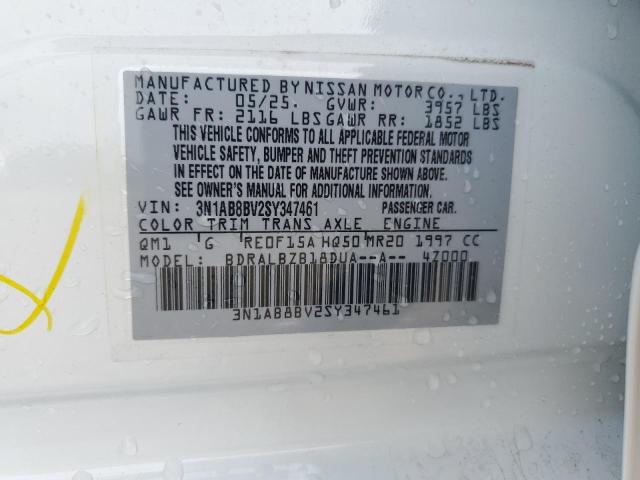 MANUFACTURED BY NISSAN MOTOR CO., LTD.
DATE: 05/25. GVWR: 3957 LBS
GAWR FR: 2116 LBS GAWR RR: 1852 LBS
THIS VEHICLE CONFORMS TO ALL APPLICABLE FEDERAL MOTOR
VEHICLE SAFETY, BUMPER AND THEFT PREVENTION STANDARDS
IN EFFECT ON THE DATE OF MANUFACTURE SHOWN ABOVE.
SEE OWNER'S MANUAL FOR ADDITIONAL INFORMATION
VIN: 3N1AB8BV2SY347461 PASSENGER CAR.
COLOR TRIM TRANS AXLE ENGINE
QM1 G RE0F15A HQ50 MR20 1997 CC
MODEL: BDRALBZB1ADUA--A-- 4Z000
3N1AB8BV2SY347461